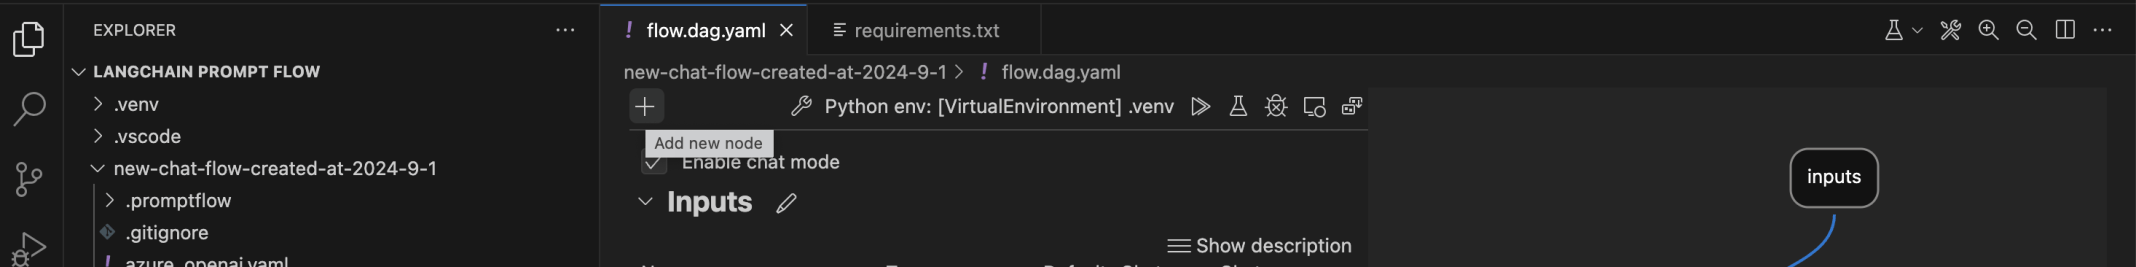 EXPLORER
LANGCHAIN PROMPT FLOW
.venv
.vscode
new-chat-flow-created-at-2024-9-1
.promptflow
.gitignore
azure_openai.yaml
! flow.dag.yaml
requirements.txt
new-chat-flow-created-at-2024-9-1 > ! flow.dag.yaml
Python env: [VirtualEnvironment] .venv
Add new node
Enable chat mode
Inputs
Show description
inputs